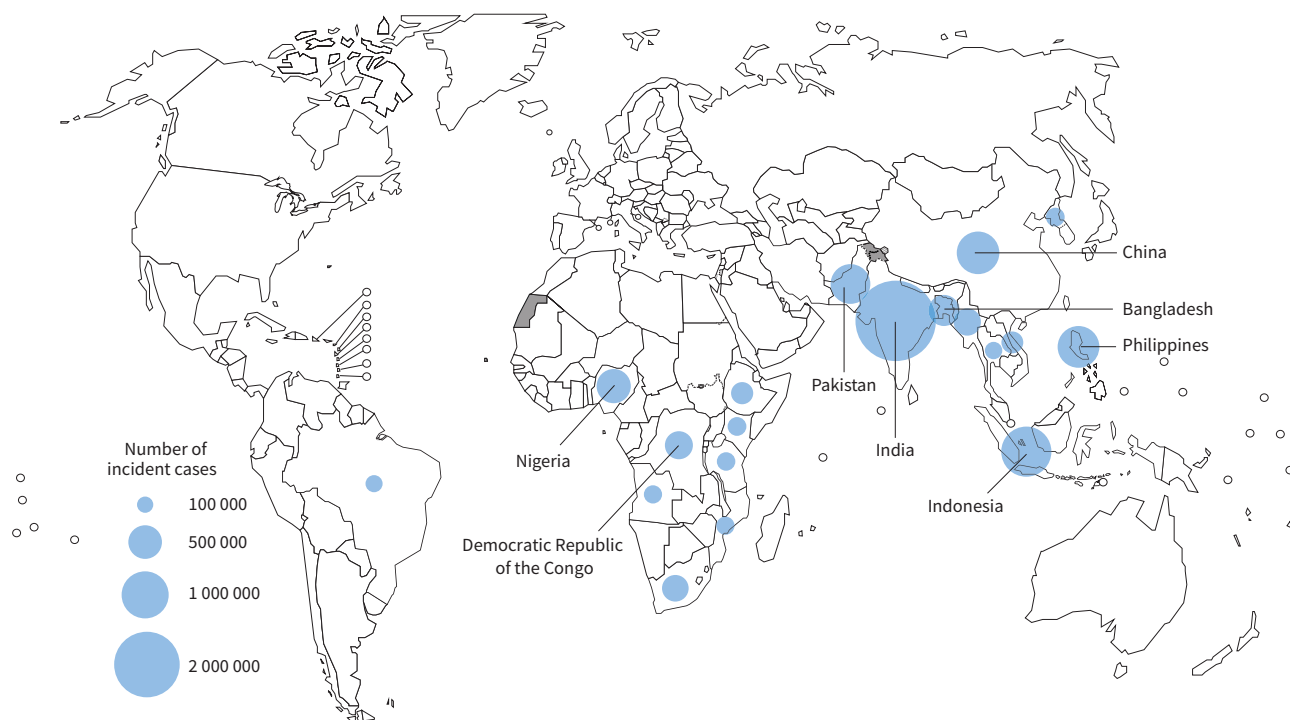 China
Bangladesh
Philippines
Pakistan
India
Nigeria
Indonesia
Democratic Republic
of the Congo
Number of
incident cases
100 000
500 000
1 000 000
2 000 000